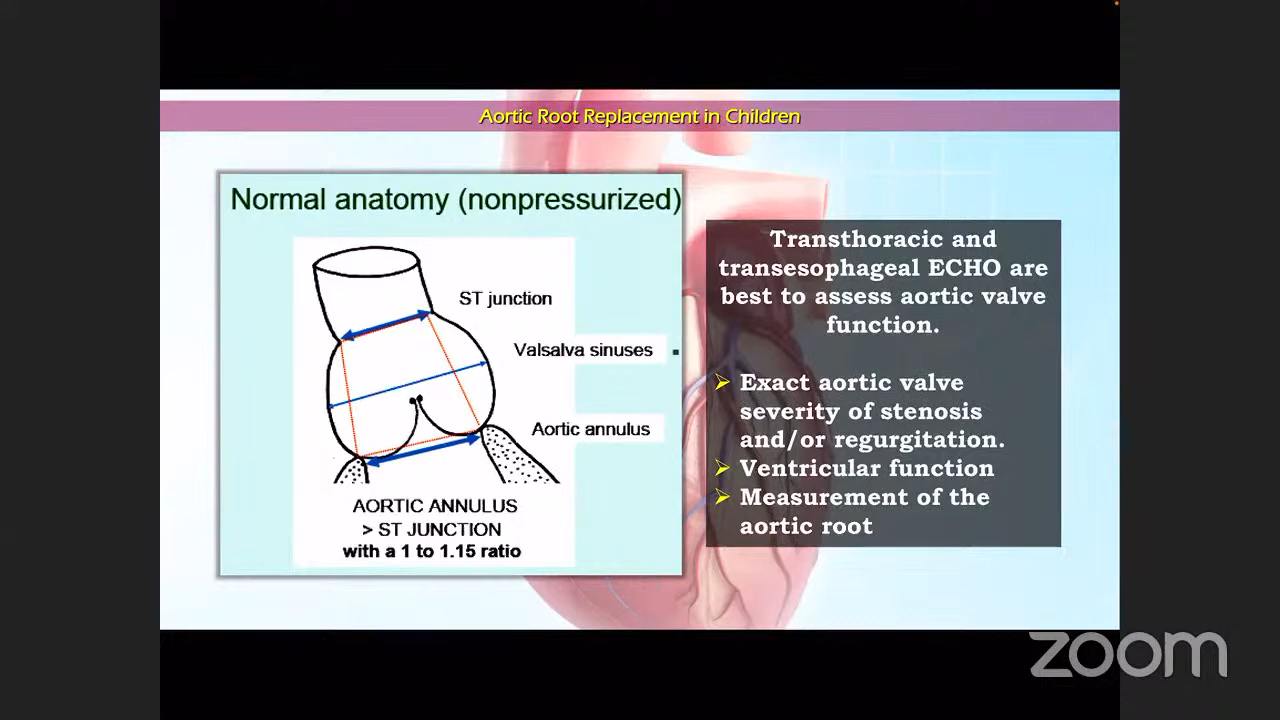 Aortic Root Replacement in Children
Normal anatomy (nonpressurized)
ST junction
Valsalva sinuses
Aortic annulus
AORTIC ANNULUS
> ST JUNCTION
with a 1 to 1.15 ratio
Transthoracic and
transesophageal ECHO are
best to assess aortic valve
function.
Exact aortic valve
severity of stenosis
and/or regurgitation.
Ventricular function
Measurement of the
aortic root
zoom